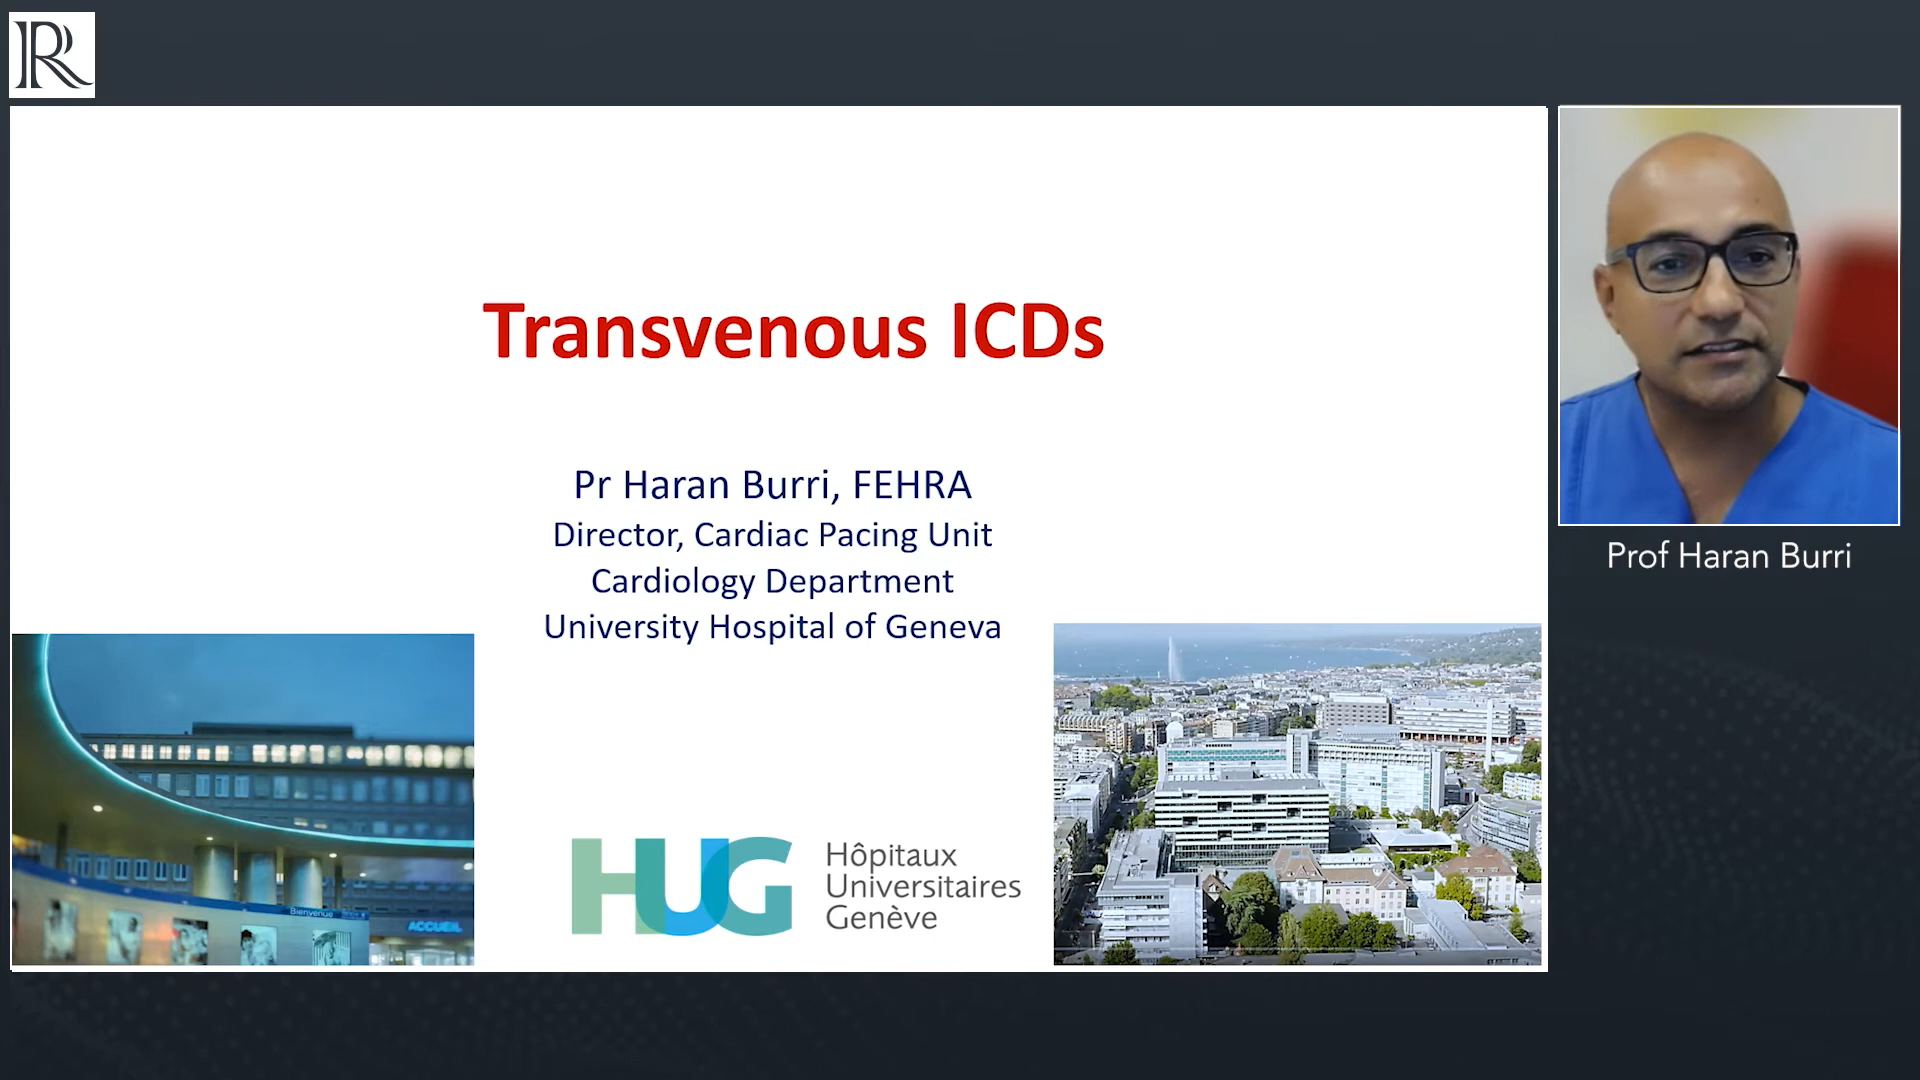 R
Transvenous ICDs
Pr Haran Burri, FEHRA
Director, Cardiac Pacing Unit
Cardiology Department
University Hospital of Geneva
Prof Haran Burri
HUG
Hôpitaux
Universitaires
Genève
Bienvenue
ACCUEIL